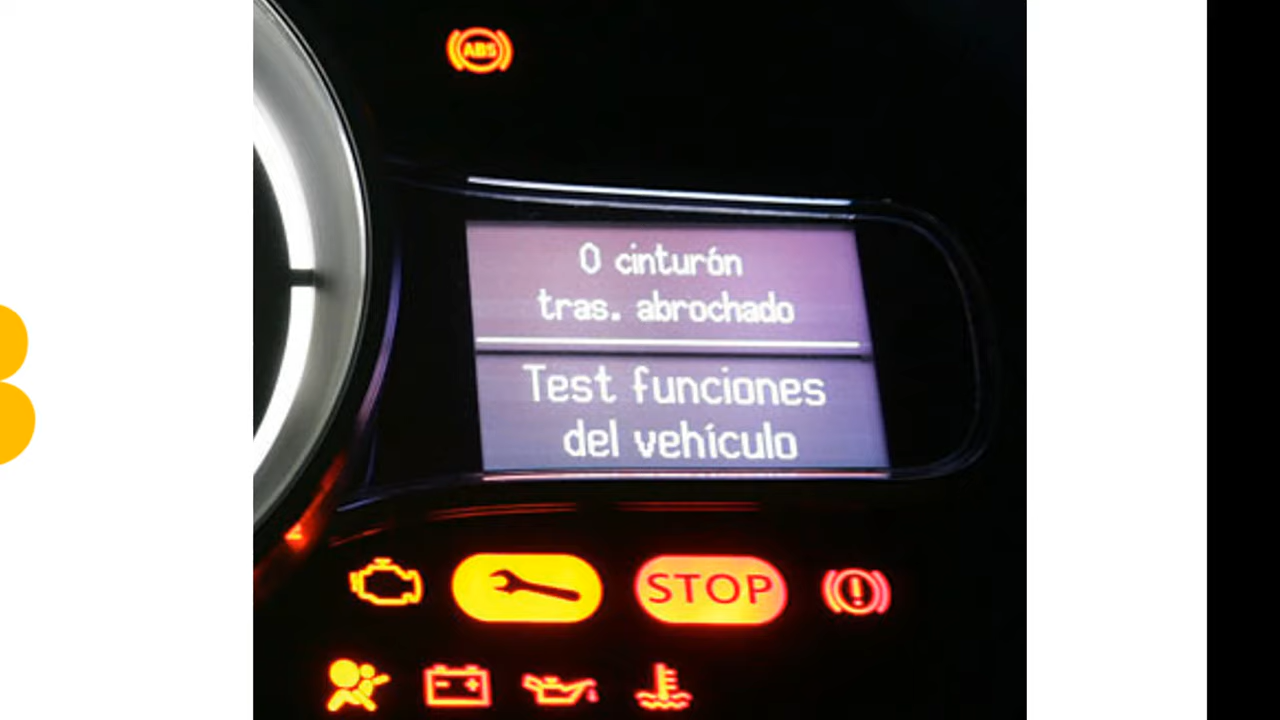 ABS
0 cinturón
tras. abrochado
Test funciones
del vehículo
STOP